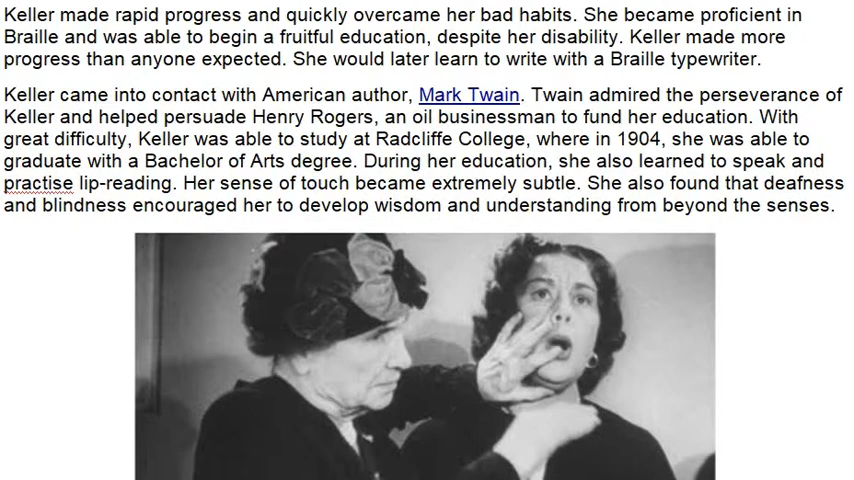 Keller made rapid progress and quickly overcame her bad habits. She became proficient in
Braille and was able to begin a fruitful education, despite her disability. Keller made more
progress than anyone expected. She would later learn to write with a Braille typewriter.
Keller came into contact with American author, Mark Twain. Twain admired the perseverance of
Keller and helped persuade Henry Rogers, an oil businessman to fund her education. With
great difficulty, Keller was able to study at Radcliffe College, where in 1904, she was able to
graduate with a Bachelor of Arts degree. During her education, she also learned to speak and
practise lip-reading. Her sense of touch became extremely subtle. She also found that deafness
and blindness encouraged her to develop wisdom and understanding from beyond the senses.